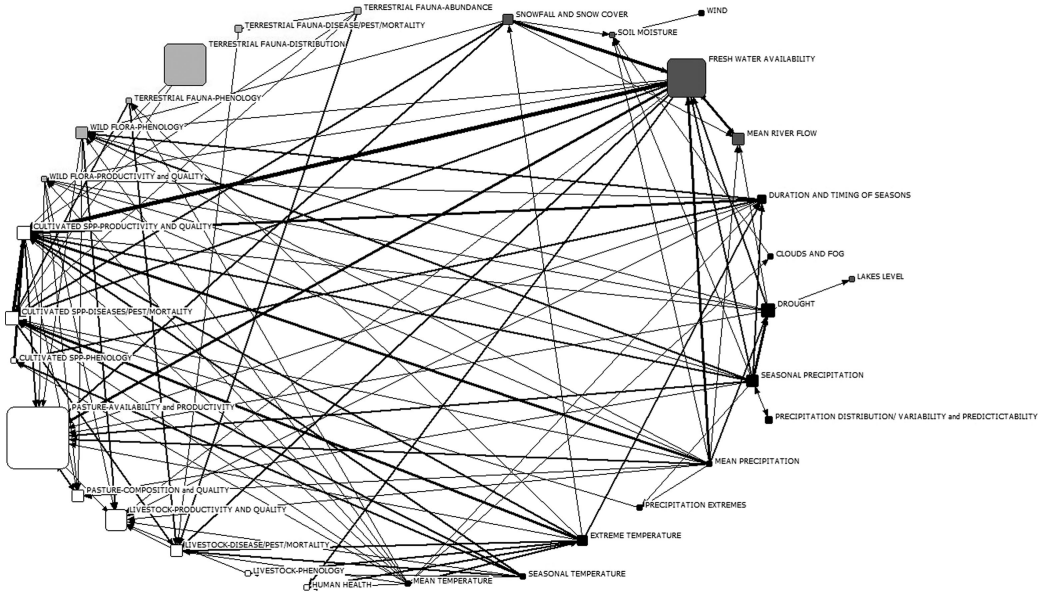 TERRESTRIAL FAUNA-ABUNDANCE
WIND
SNOWFALL AND SNOW COVER
TERRESTRIAL FAUNA-DISEASE/PEST/MORTALITY
SOIL MOISTURE
TERRESTRIAL FAUNA-DISTRIBUTION
FRESH WATER AVAILABILITY
TERRESTRIAL FAUNA-PHENOLOGY
WILD FLORA-PHENOLOGY
MEAN RIVER FLOW
WILD FLORA-PRODUCTIVITY and QUALITY
DURATION AND TIMING OF SEASONS
CULTIVATED SPP-PRODUCTIVITY AND QUALITY
CLOUDS AND FOG
LAKES LEVEL
DROUGHT
CULTIVATED SPP-DISEASES/PEST/MORTALITY
CULTIVATED SPP-PHENOLOGY
SEASONAL PRECIPITATION
PASTURE-AVAILABILITY and PRODUCTIVITY
PRECIPITATION DISTRIBUTION/ VARIABILITY and PREDICTICTABILITY
MEAN PRECIPITATION
PASTURE-COMPOSITION and QUALITY
PRECIPITATION EXTREMES
LIVESTOCK-PRODUCTIVITY AND QUALITY
EXTREME TEMPERATURE
LIVESTOCK-DISEASE/PEST/MORTALITY
LIVESTOCK-PHENOLOGY
SEASONAL TEMPERATURE
MEAN TEMPERATURE
HUMAN HEALTH